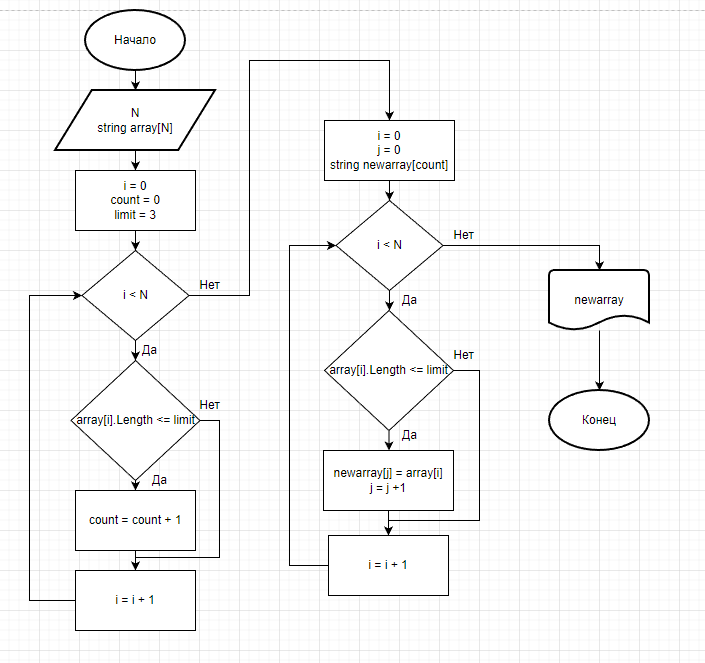 Начало
N
string array[N]
i = 0
count = 0
limit = 3
i < N
Нет
Да
array[i].Length <= limit
Нет
Да
count = count + 1
i = i + 1
i = 0
j = 0
string newarray[count]
i < N
Нет
Да
array[i].Length <= limit
Нет
Да
newarray[j] = array[i]
j = j +1
i = i + 1
newarray
Конец